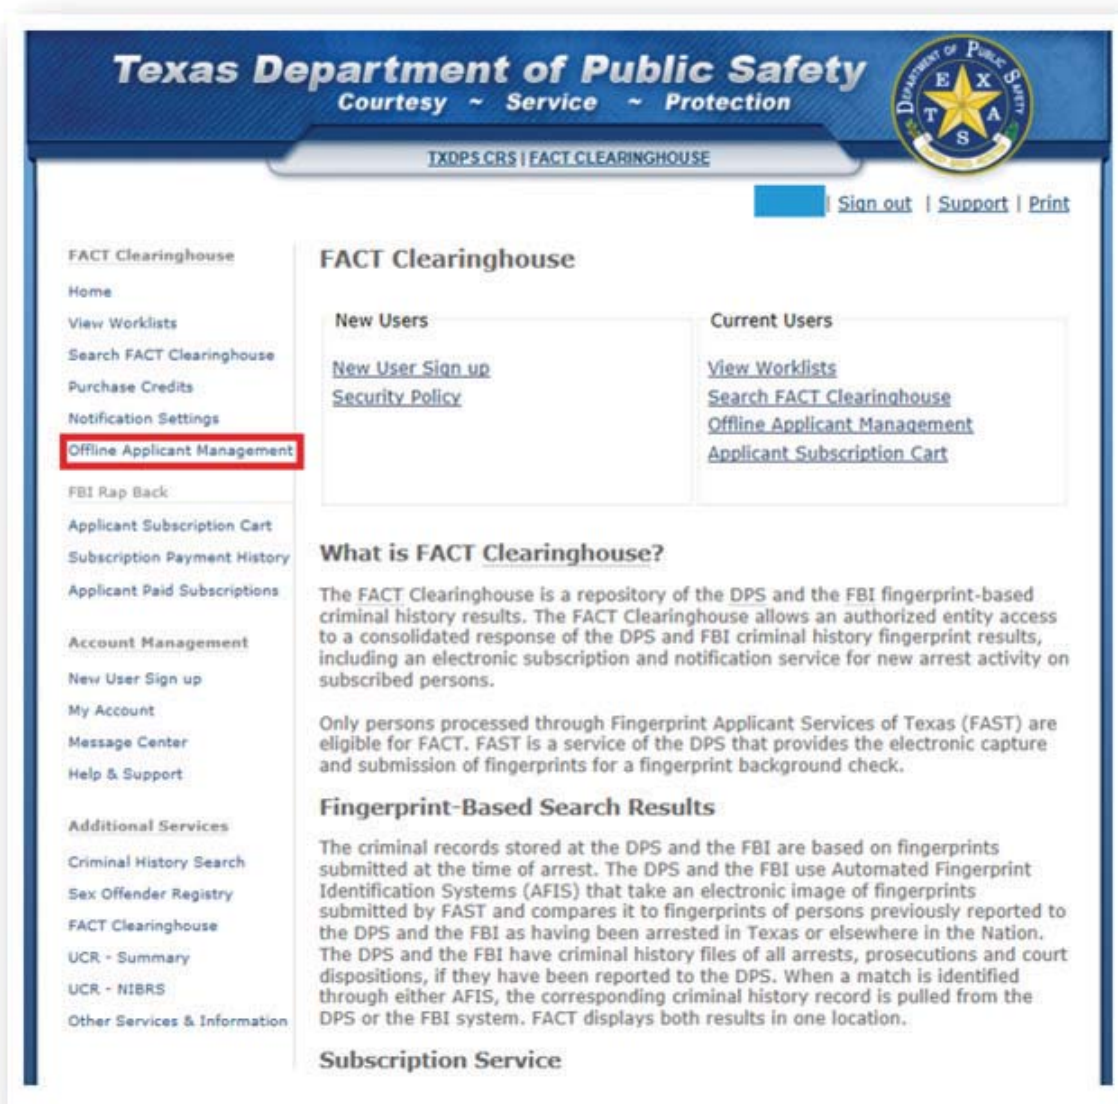 Texas Department of Public Safety
Courtesy ~ Service ~ Protection
DEPARTMENT OF PUBLIC SAFETY
TEXAS
TXDPS CRS | FACT CLEARINGHOUSE
| Sign out | Support | Print
FACT Clearinghouse
Home
View Worklists
Search FACT Clearinghouse
Purchase Credits
Notification Settings
Offline Applicant Management
FBI Rap Back
Applicant Subscription Cart
Subscription Payment History
Applicant Paid Subscriptions
Account Management
New User Sign up
My Account
Message Center
Help & Support
Additional Services
Criminal History Search
Sex Offender Registry
FACT Clearinghouse
UCR - Summary
UCR - NIBRS
Other Services & Information
FACT Clearinghouse
New Users
New User Sign up
Security Policy
Current Users
View Worklists
Search FACT Clearinghouse
Offline Applicant Management
Applicant Subscription Cart
What is FACT Clearinghouse?
The FACT Clearinghouse is a repository of the DPS and the FBI fingerprint-based
criminal history results. The FACT Clearinghouse allows an authorized entity access
to a consolidated response of the DPS and FBI criminal history fingerprint results,
including an electronic subscription and notification service for new arrest activity on
subscribed persons.
Only persons processed through Fingerprint Applicant Services of Texas (FAST) are
eligible for FACT. FAST is a service of the DPS that provides the electronic capture
and submission of fingerprints for a fingerprint background check.
Fingerprint-Based Search Results
The criminal records stored at the DPS and the FBI are based on fingerprints
submitted at the time of arrest. The DPS and the FBI use Automated Fingerprint
Identification Systems (AFIS) that take an electronic image of fingerprints
submitted by FAST and compares it to fingerprints of persons previously reported to
the DPS and the FBI as having been arrested in Texas or elsewhere in the Nation.
The DPS and the FBI have criminal history files of all arrests, prosecutions and court
dispositions, if they have been reported to the DPS. When a match is identified
through either AFIS, the corresponding criminal history record is pulled from the
DPS or the FBI system. FACT displays both results in one location.
Subscription Service